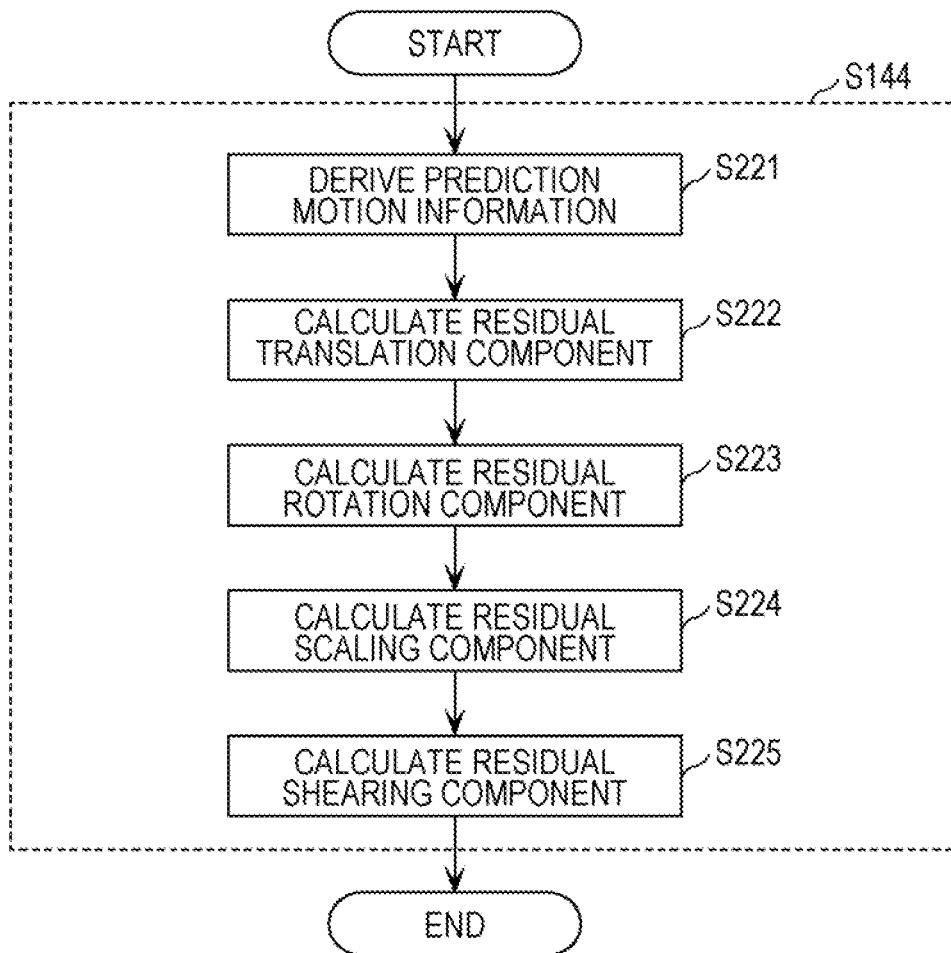 START
S144
DERIVE PREDICTION
MOTION INFORMATION
S221
CALCULATE RESIDUAL
TRANSLATION COMPONENT
S222
CALCULATE RESIDUAL
ROTATION COMPONENT
S223
CALCULATE RESIDUAL
SCALING COMPONENT
S224
CALCULATE RESIDUAL
SHEARING COMPONENT
S225
END